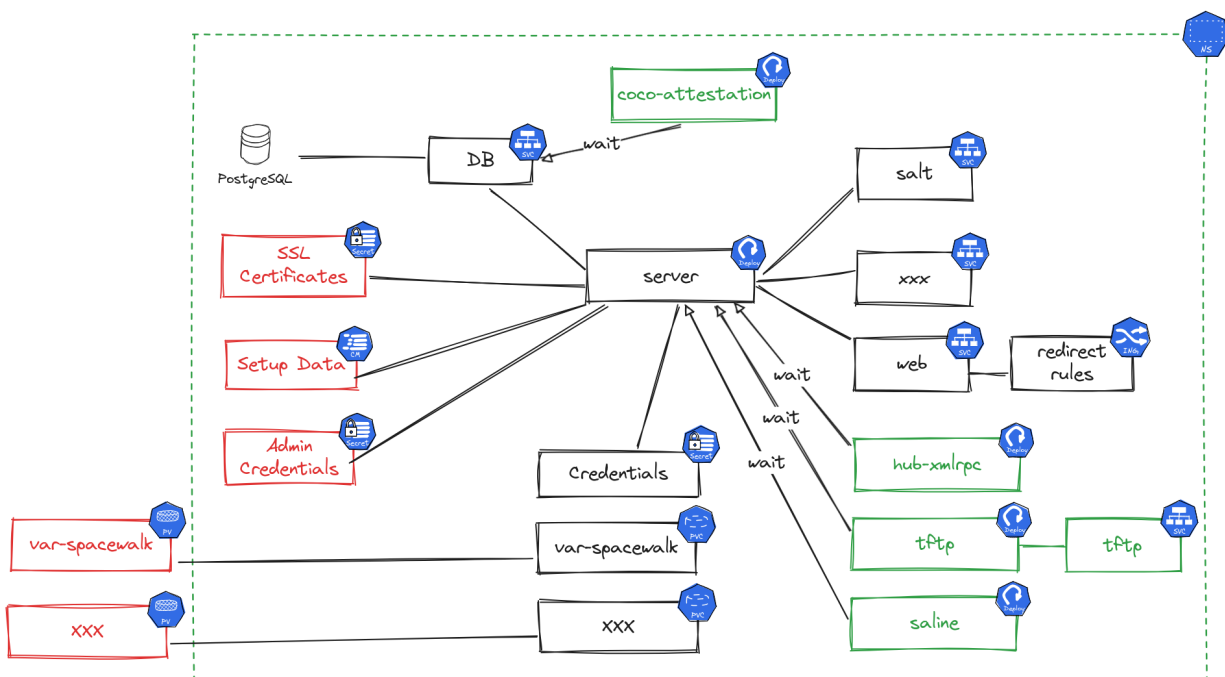 NS
Deploy
coco-attestation
wait
SVC
DB
PostgreSQL
SVC
salt
Secret
SSL
Certificates
Deploy
server
SVC
xxx
CM
Setup Data
SVC
web
INGs
redirect
rules
wait
wait
wait
Secret
Admin
Credentials
Secret
Credentials
Deploy
hub-xmlrpc
PV
var-spacewalk
PVC
var-spacewalk
Deploy
tftp
SVC
tftp
PV
XXX
PVC
XXX
Deploy
saline